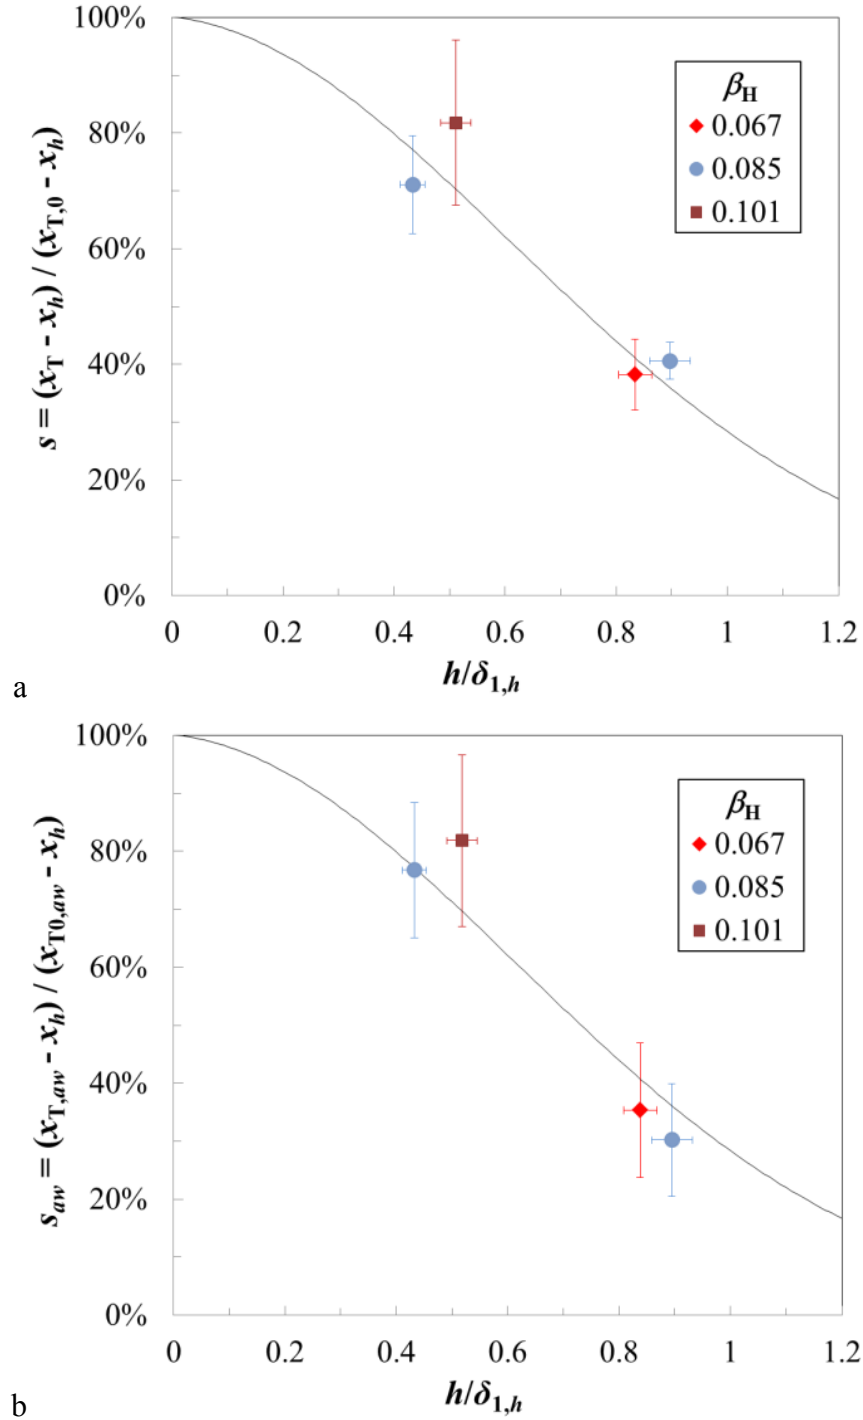 100%
80%
60%
40%
20%
0%
s = (xT - xh) / (xT,0 - xh)
βH
0.067
0.085
0.101
0 0.2 0.4 0.6 0.8 1 1.2
h/δ1,h
a
100%
80%
60%
40%
20%
0%
saw = (xT,aw - xh) / (xT0,aw - xh)
βH
0.067
0.085
0.101
0 0.2 0.4 0.6 0.8 1 1.2
h/δ1,h
b